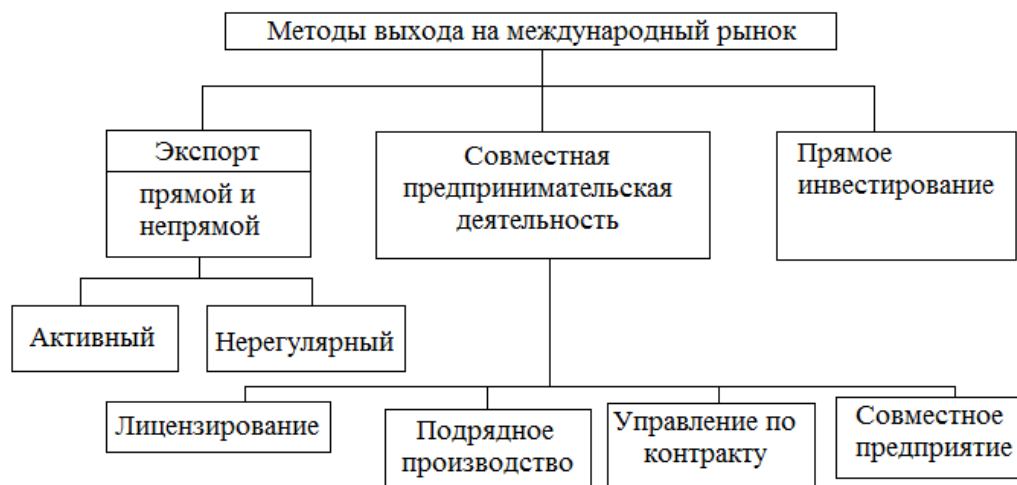 Методы выхода на международный рынок
Экспорт
прямой и
непрямой
Совместная
предпринимательская
деятельность
Прямое
инвестирование
Активный
Нерегулярный
Лицензирование
Подрядное
производство
Управление по
контракту
Совместное
предприятие